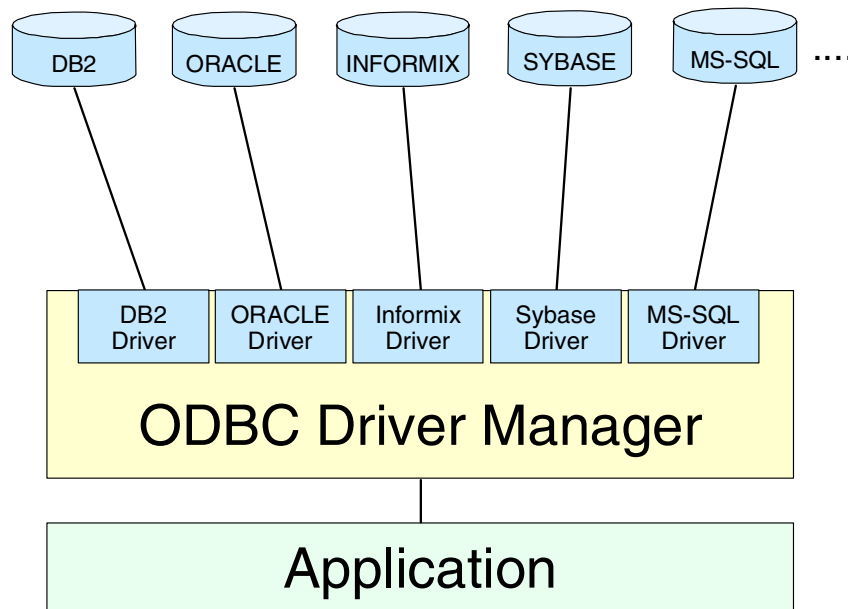 DB2
ORACLE
INFORMIX
SYBASE
MS-SQL
....
DB2
Driver
ORACLE
Driver
Informix
Driver
Sybase
Driver
MS-SQL
Driver
ODBC Driver Manager
Application